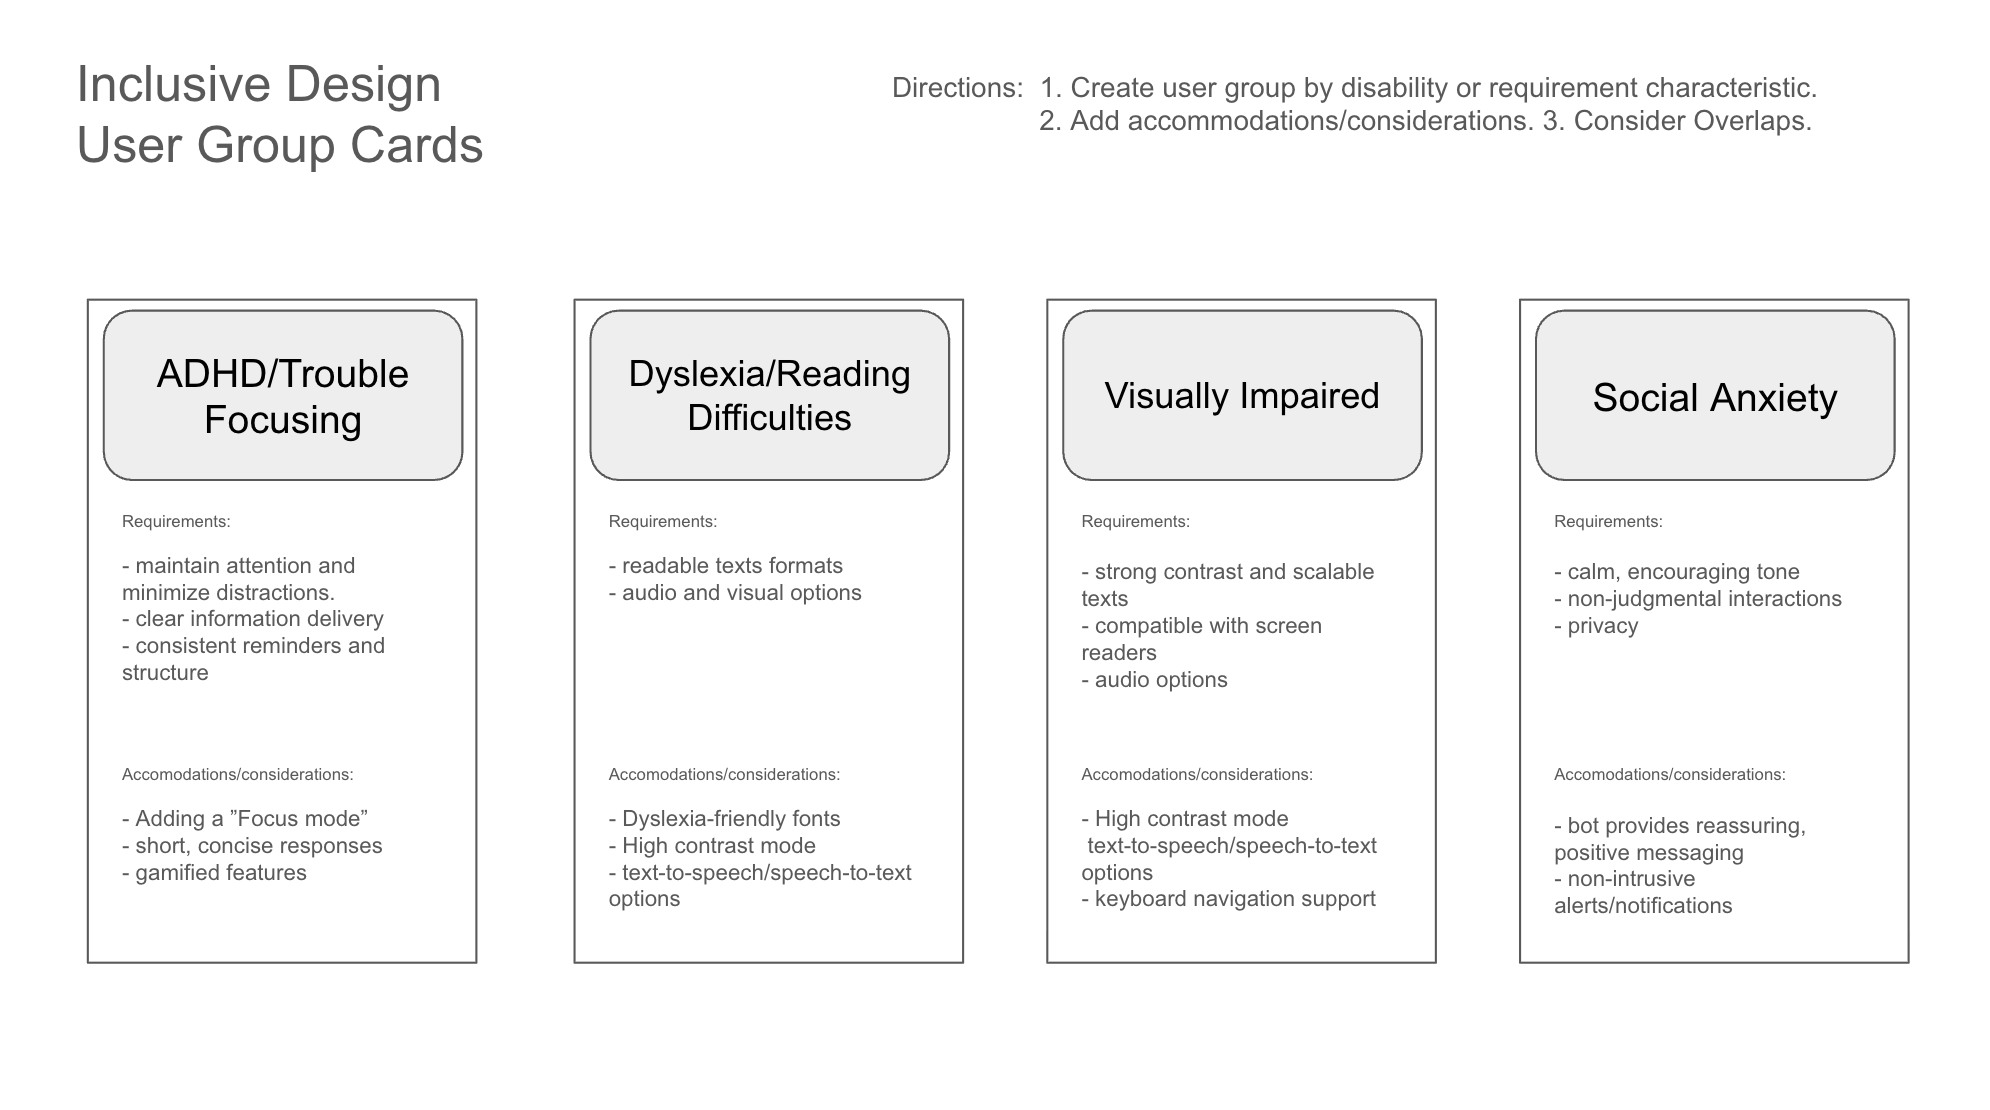 Inclusive Design
User Group Cards
Directions:  1. Create user group by disability or requirement characteristic.
2. Add accommodations/considerations. 3. Consider Overlaps.
ADHD/Trouble
Focusing
Requirements:
- maintain attention and
minimize distractions.
- clear information delivery
- consistent reminders and
structure
Accomodations/considerations:
- Adding a ”Focus mode”
- short, concise responses
- gamified features
Dyslexia/Reading
Difficulties
Requirements:
- readable texts formats
- audio and visual options
Accomodations/considerations:
- Dyslexia-friendly fonts
- High contrast mode
- text-to-speech/speech-to-text
options
Visually Impaired
Requirements:
- strong contrast and scalable
texts
- compatible with screen
readers
- audio options
Accomodations/considerations:
- High contrast mode
text-to-speech/speech-to-text
options
- keyboard navigation support
Social Anxiety
Requirements:
- calm, encouraging tone
- non-judgmental interactions
- privacy
Accomodations/considerations:
- bot provides reassuring,
positive messaging
- non-intrusive
alerts/notifications